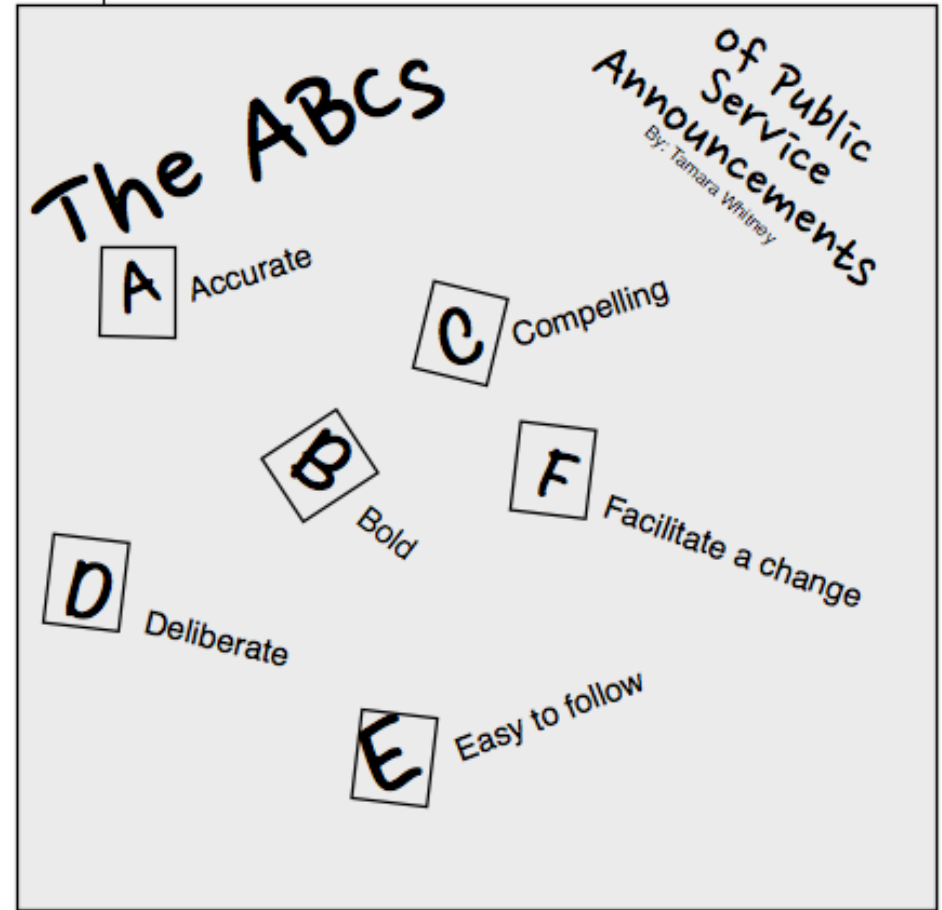 The ABCs
of Public
Service
Announcements
By: Tamara Whitney
A Accurate
B Bold
C Compelling
D Deliberate
E Easy to follow
F Facilitate a change